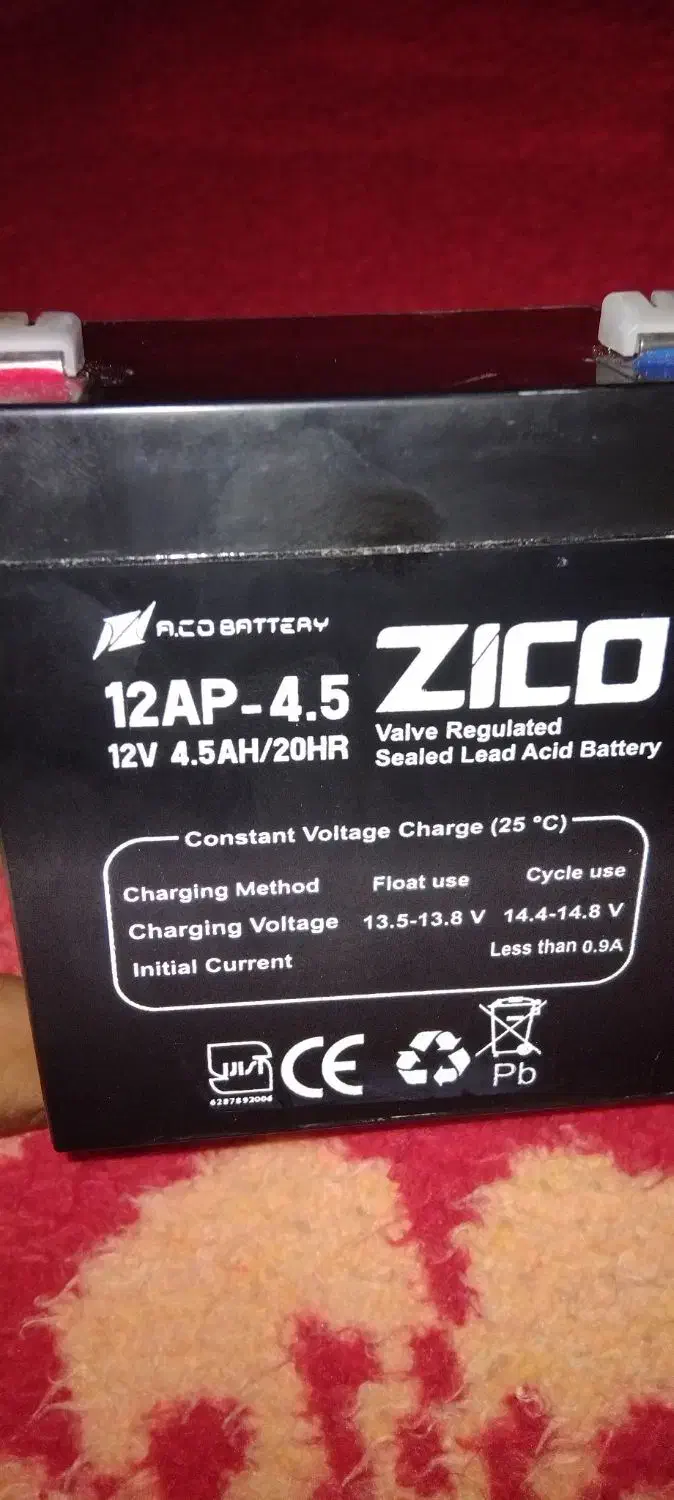 A.CO BATTERY
ZICO
12AP-4.5
12V 4.5AH/20HR
Valve Regulated
Sealed Lead Acid Battery
Constant Voltage Charge (25 °C)
Charging Method Float use Cycle use
Charging Voltage 13.5-13.8 V 14.4-14.8 V
Initial Current Less than 0.9A
CE
Pb
6287892006